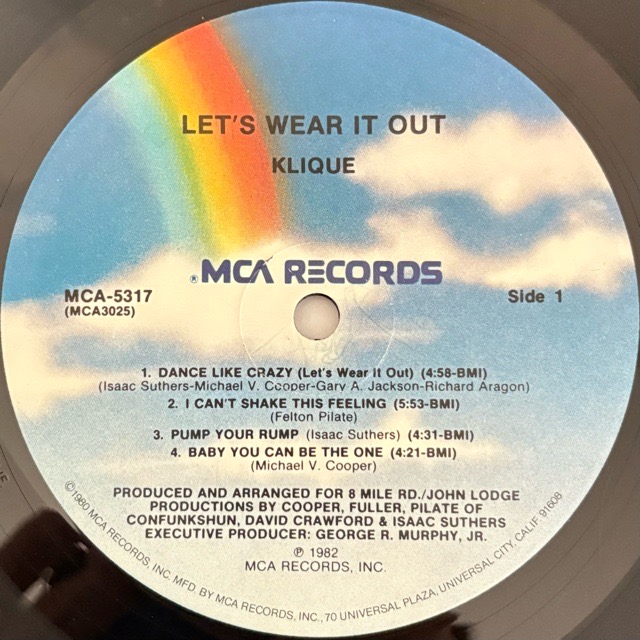 LET'S WEAR IT OUT
KLIQUE
® MCA RECORDS
MCA-5317
(MCA3025)
Side 1
1. DANCE LIKE CRAZY (Let's Wear it Out) (4:58-BMI)
(Isaac Suthers-Michael V. Cooper-Gary A. Jackson-Richard Aragon)
2. I CAN'T SHAKE THIS FEELING (5:53-BMI)
(Felton Pilate)
3. PUMP YOUR RUMP (Isaac Suthers) (4:31-BMI)
4. BABY YOU CAN BE THE ONE (4:21-BMI)
(Michael V. Cooper)
PRODUCED AND ARRANGED FOR 8 MILE RD./JOHN LODGE
PRODUCTIONS BY COOPER, FULLER, PILATE OF
CONFUNKSHUN, DAVID CRAWFORD & ISAAC SUTHERS
EXECUTIVE PRODUCER: GEORGE R. MURPHY, JR.
℗ 1982
MCA RECORDS, INC.
©1980 MCA RECORDS, INC. MFD. BY MCA RECORDS, INC., 70 UNIVERSAL PLAZA, UNIVERSAL CITY, CALIF. 91608